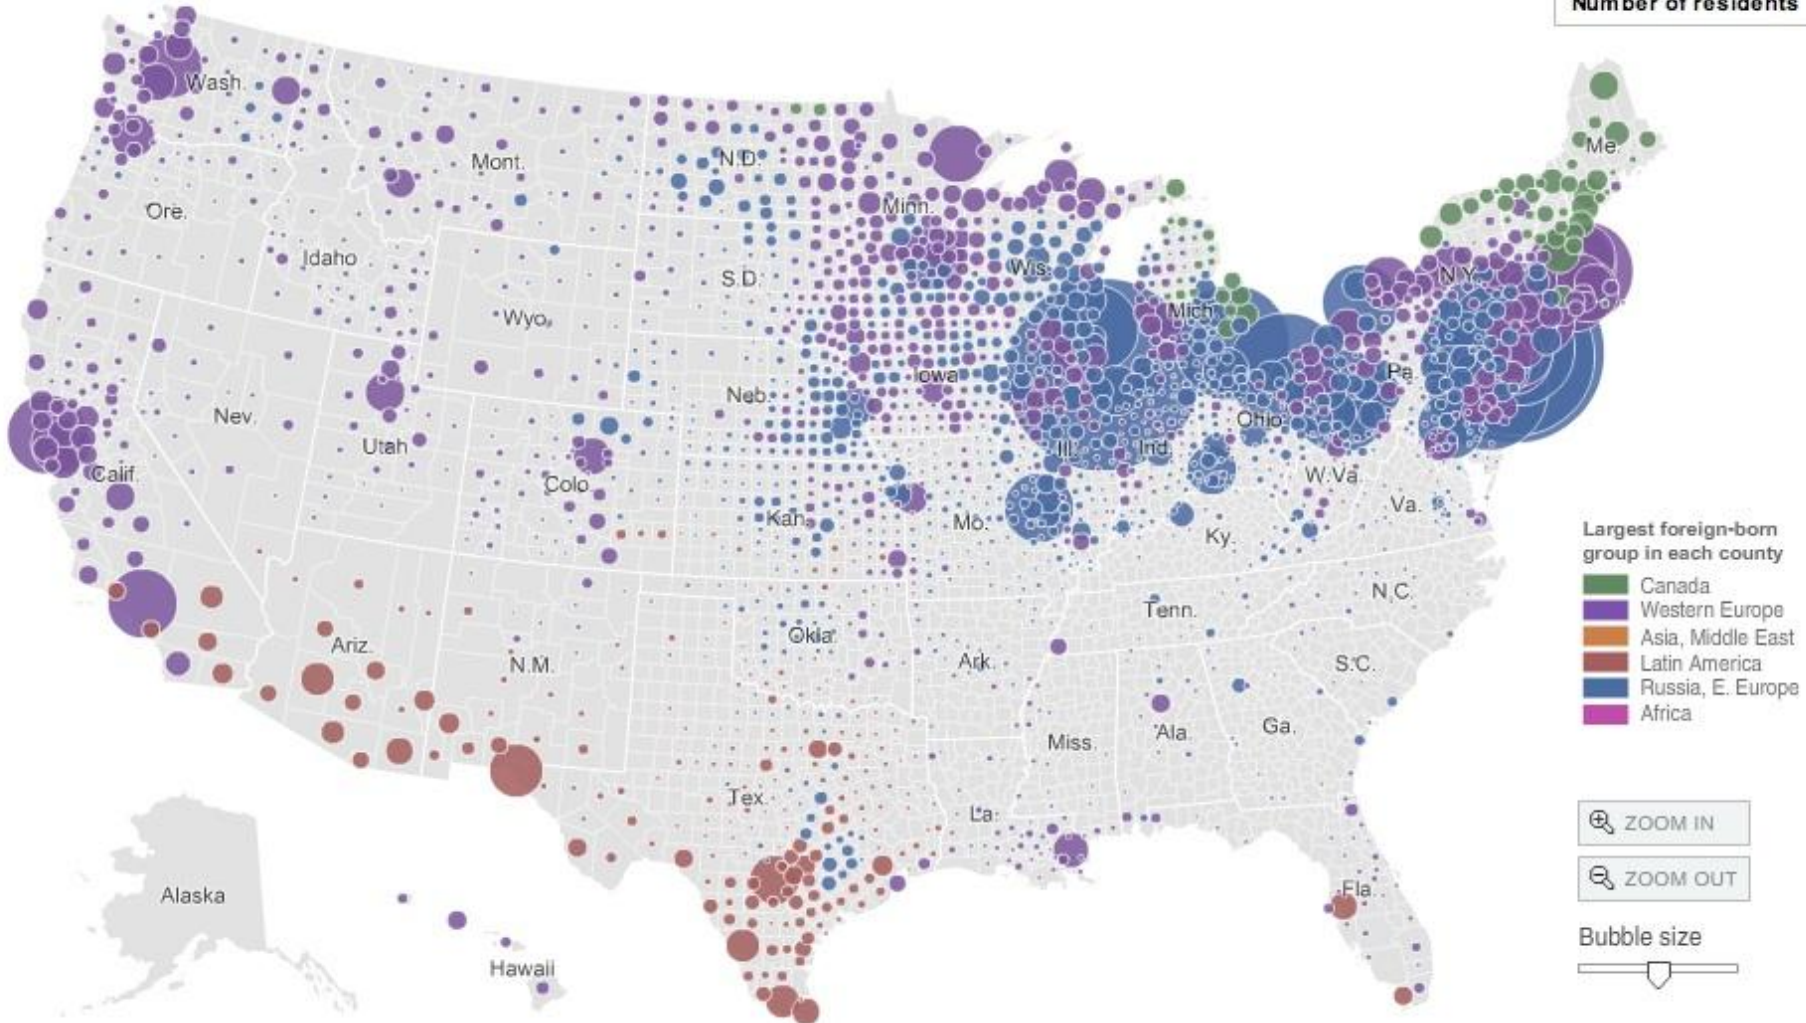 Number of residents
Wash.
Mont.
N.D.
Minn.
Me.
Ore.
Idaho
S.D.
Wis.
N.Y.
Wyo.
Mich.
Nev.
Utah
Neb.
Iowa
Pa.
Calif.
Colo.
Kan.
Mo.
Ill.
Ind.
Ohio
W.Va.
Va.
Ky.
Ariz.
N.M.
Okla.
Ark.
Tenn.
N.C.
S.C.
Tex.
La.
Miss.
Ala.
Ga.
Fla.
Alaska
Hawaii
Largest foreign-born
group in each county
Canada
Western Europe
Asia, Middle East
Latin America
Russia, E. Europe
Africa
ZOOM IN
ZOOM OUT
Bubble size